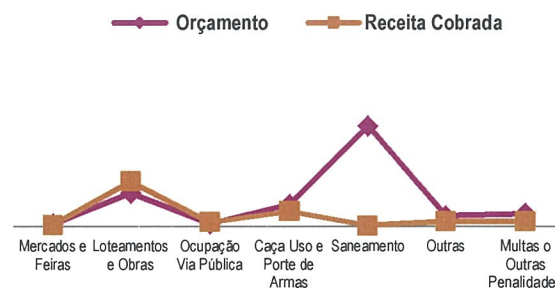 Orçamento Receita Cobrada
Mercados e Feiras
Loteamentos e Obras
Ocupação Via Pública
Caça Uso e Porte de Armas
Saneamento
Outras
Multas o Outras Penalidade